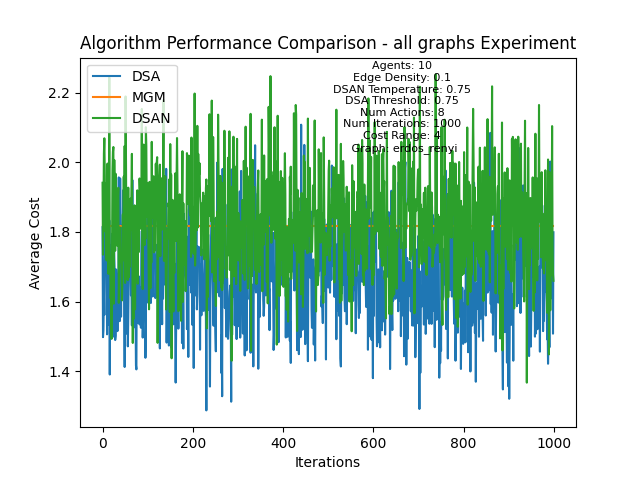 Algorithm Performance Comparison - all graphs Experiment
DSA
MGM
DSAN
Agents: 10
Edge Density: 0.1
DSAN Temperature: 0.75
DSA Threshold: 0.75
Num Actions: 8
Num iterations: 1000
Cost Range: 4
Graph: erdos_renyi
Average Cost
2.2
2.0
1.8
1.6
1.4
0 200 400 600 800 1000
Iterations